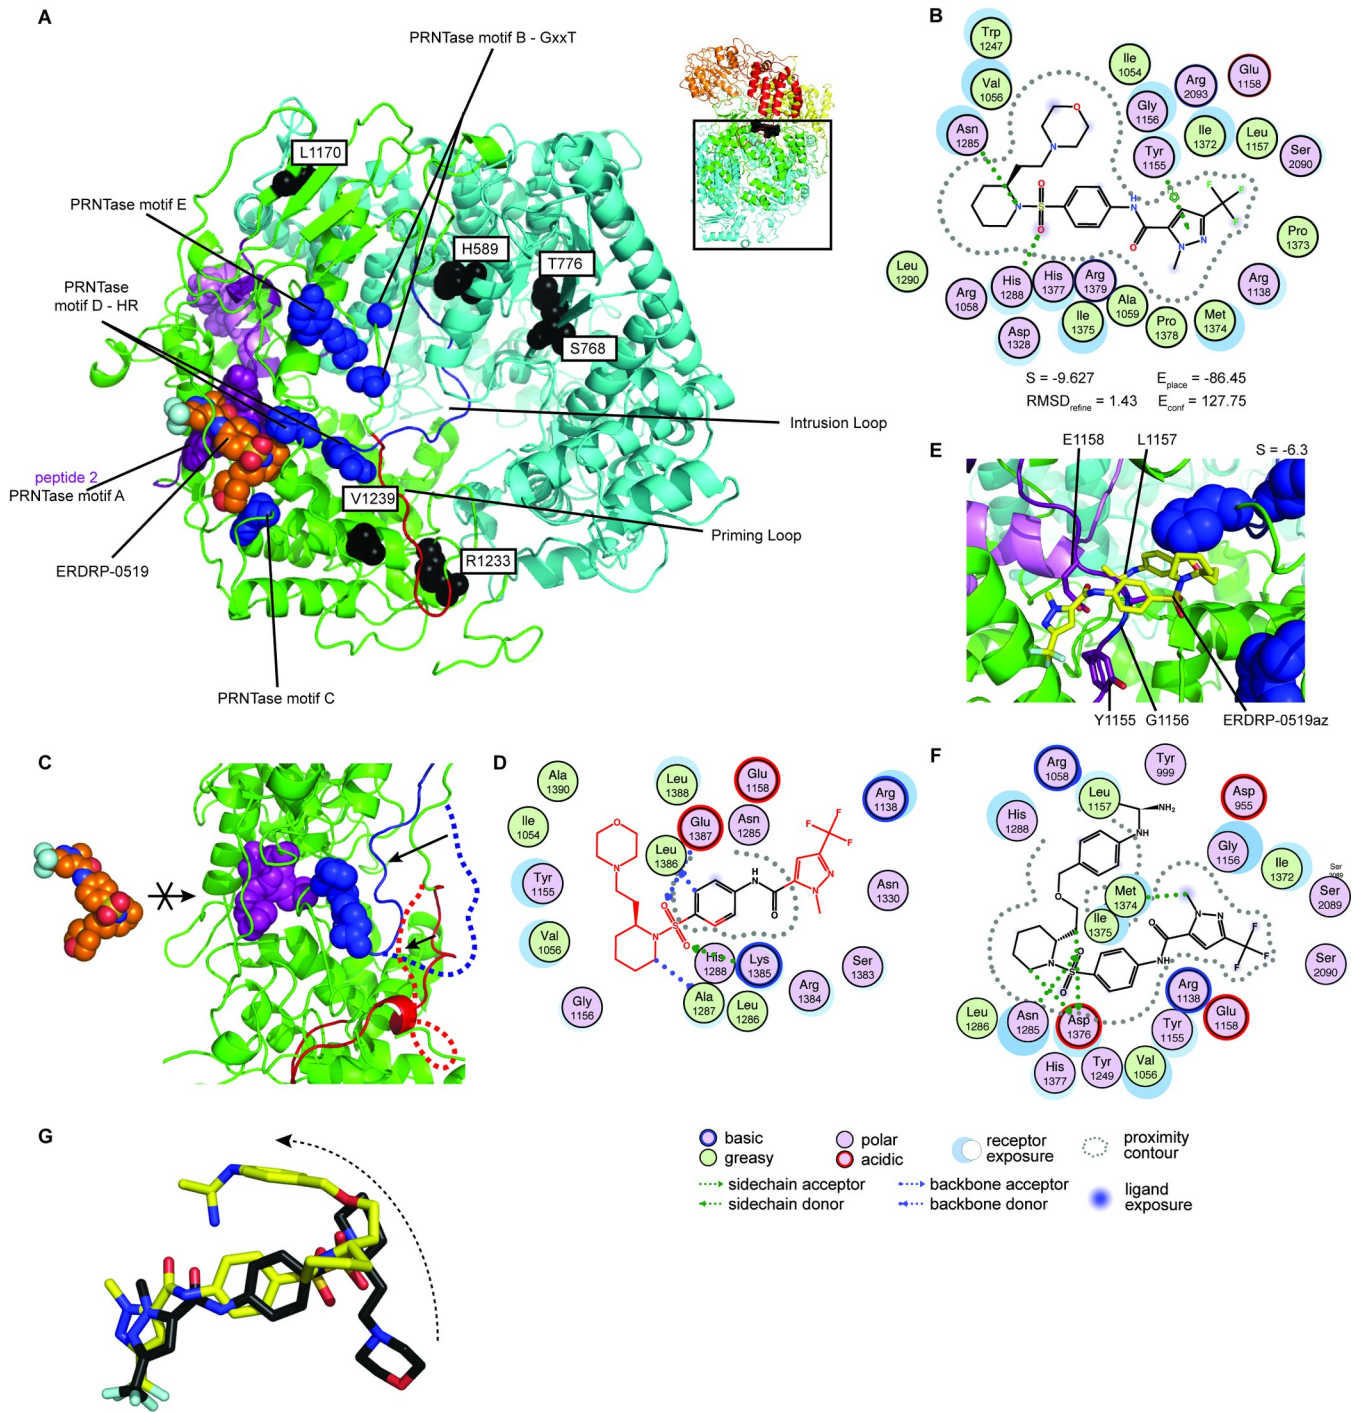 A
PRNTase motif B - GxxT
L1170
PRNTase motif E
H589
T776
PRNTase
motif D - HR
S768
Intrusion Loop
peptide 2
PRNTase motif A
V1239
Priming Loop
ERDRP-0519
R1233
PRNTase motif C
B
Trp
1247
Ile
1054
Glu
1158
Val
1056
Arg
2093
Gly
1156
Asn
1285
Ile
1372
Leu
1157
Tyr
1155
Ser
2090
O
N
H
N
O
S
N
O
O
F
F
F
N
N
Pro
1373
Leu
1290
Arg
1058
His
1288
His
1377
Arg
1379
Ala
1059
Arg
1138
Asp
1328
Ile
1375
Pro
1378
Met
1374
S = -9.627
E place = -86.45
RMSD refine = 1.43
E conf = 127.75
E
E1158
L1157
S = -6.3
Y1155
G1156
ERDRP-0519az
C
D
Ala
1390
Leu
1388
Glu
1158
Arg
1138
Ile
1054
Glu
1387
Asn
1285
Leu
1386
Tyr
1155
Asn
1330
Val
1056
His
1288
Lys
1385
Ser
1383
Gly
1156
Ala
1287
Leu
1286
Arg
1384
O
N
N
S
O
O
H
N
O
N
N
F
F
F
F
Arg
1058
Tyr
999
Leu
1157
Asp
955
His
1288
Gly
1156
Ile
1372
Ser
2089
Met
1374
Ser
2089
Ile
1375
Ser
2090
Arg
1138
Leu
1286
Asn
1285
Asp
1376
Tyr
1155
Glu
1158
His
1377
Tyr
1249
Val
1056
NH₂
NH
O
N
S
O
O
NH
O
N
N
F
F
F
G
basic
polar
receptor
exposure
proximity
contour
greasy
acidic
sidechain acceptor
backbone acceptor
sidechain donor
backbone donor
ligand
exposure